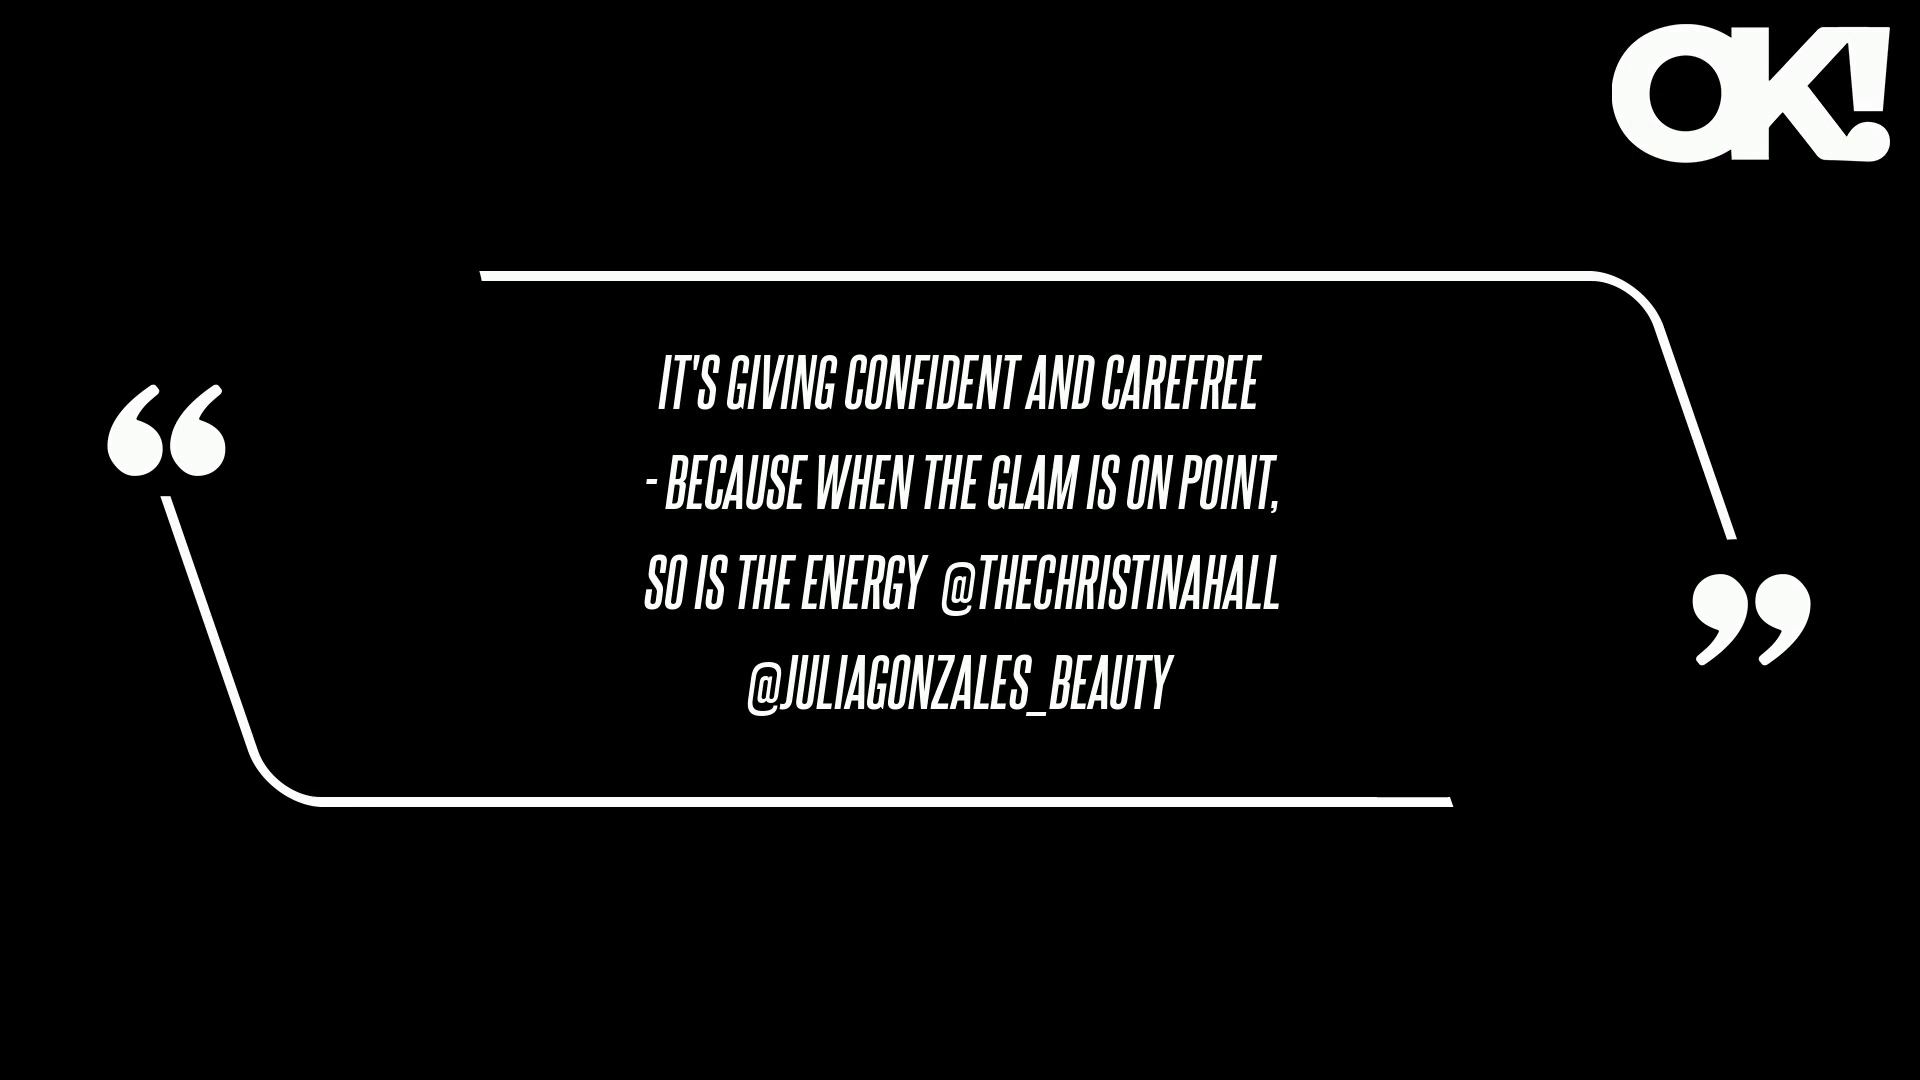 OK!
“
IT'S GIVING CONFIDENT AND CAREFREE
- BECAUSE WHEN THE GLAM IS ON POINT,
SO IS THE ENERGY @THECHRISTINAHALL
@JULIAGONZALES_BEAUTY
”